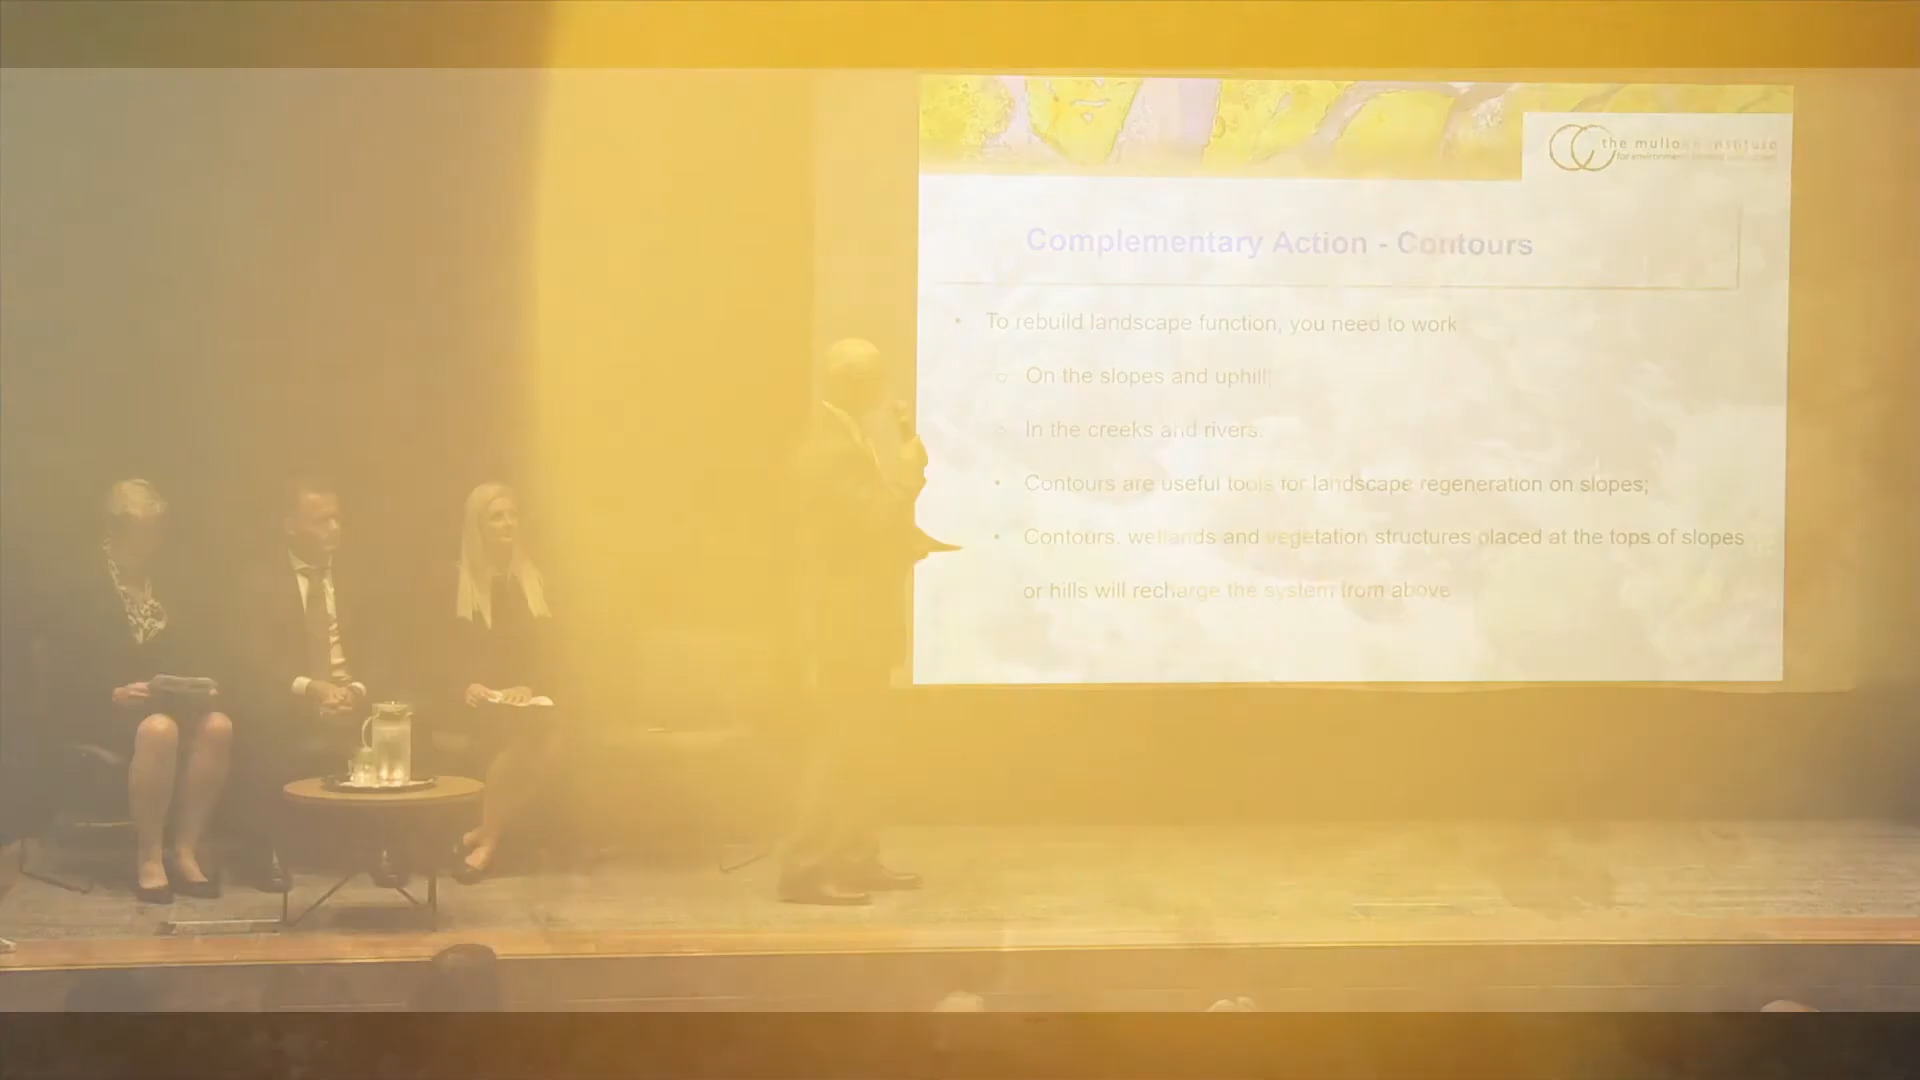 the mulloon institute
for environment
Complementary Action - Contours
• To rebuild landscape function, you need to work
○ On the slopes and uphill;
○ In the creeks and rivers.
• Contours are useful tools for landscape regeneration on slopes;
• Contours, wetlands and vegetation structures placed at the tops of slopes
or hills will recharge the system from above